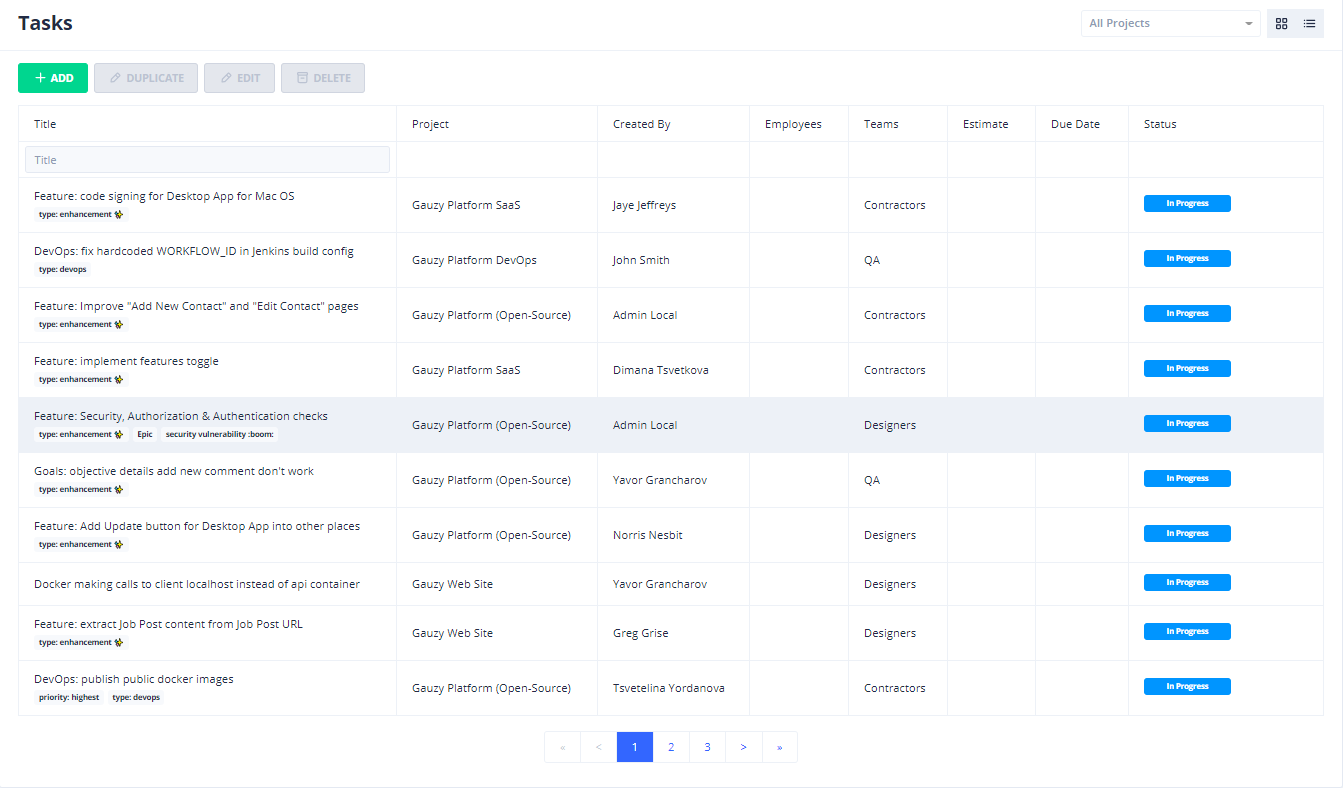 Tasks
All Projects
+ ADD DUPLICATE EDIT DELETE
Title Project Created By Employees Teams Estimate Due Date Status
Title
Feature: code signing for Desktop App for Mac OS
type: enhancement ✨
Gauzy Platform SaaS Jaye Jeffreys Contractors In Progress
DevOps: fix hardcoded WORKFLOW_ID in Jenkins build config
type: devops
Gauzy Platform DevOps John Smith QA In Progress
Feature: Improve "Add New Contact" and "Edit Contact" pages
type: enhancement ✨
Gauzy Platform (Open-Source) Admin Local Contractors In Progress
Feature: implement features toggle
type: enhancement ✨
Gauzy Platform SaaS Dimana Tsvetkova Contractors In Progress
Feature: Security, Authorization & Authentication checks
type: enhancement ✨ Epic security vulnerability :boom:
Gauzy Platform (Open-Source) Admin Local Designers In Progress
Goals: objective details add new comment don't work
type: enhancement ✨
Gauzy Platform (Open-Source) Yavor Grancharov QA In Progress
Feature: Add Update button for Desktop App into other places
type: enhancement ✨
Gauzy Platform (Open-Source) Norris Nesbit Designers In Progress
Docker making calls to client localhost instead of api container Gauzy Web Site Yavor Grancharov Designers In Progress
Feature: extract Job Post content from Job Post URL
type: enhancement ✨
Gauzy Web Site Greg Grise Designers In Progress
DevOps: publish public docker images
priority: highest type: devops
Gauzy Platform (Open-Source) Tsvetelina Yordanova Contractors In Progress
« < 1 2 3 > »